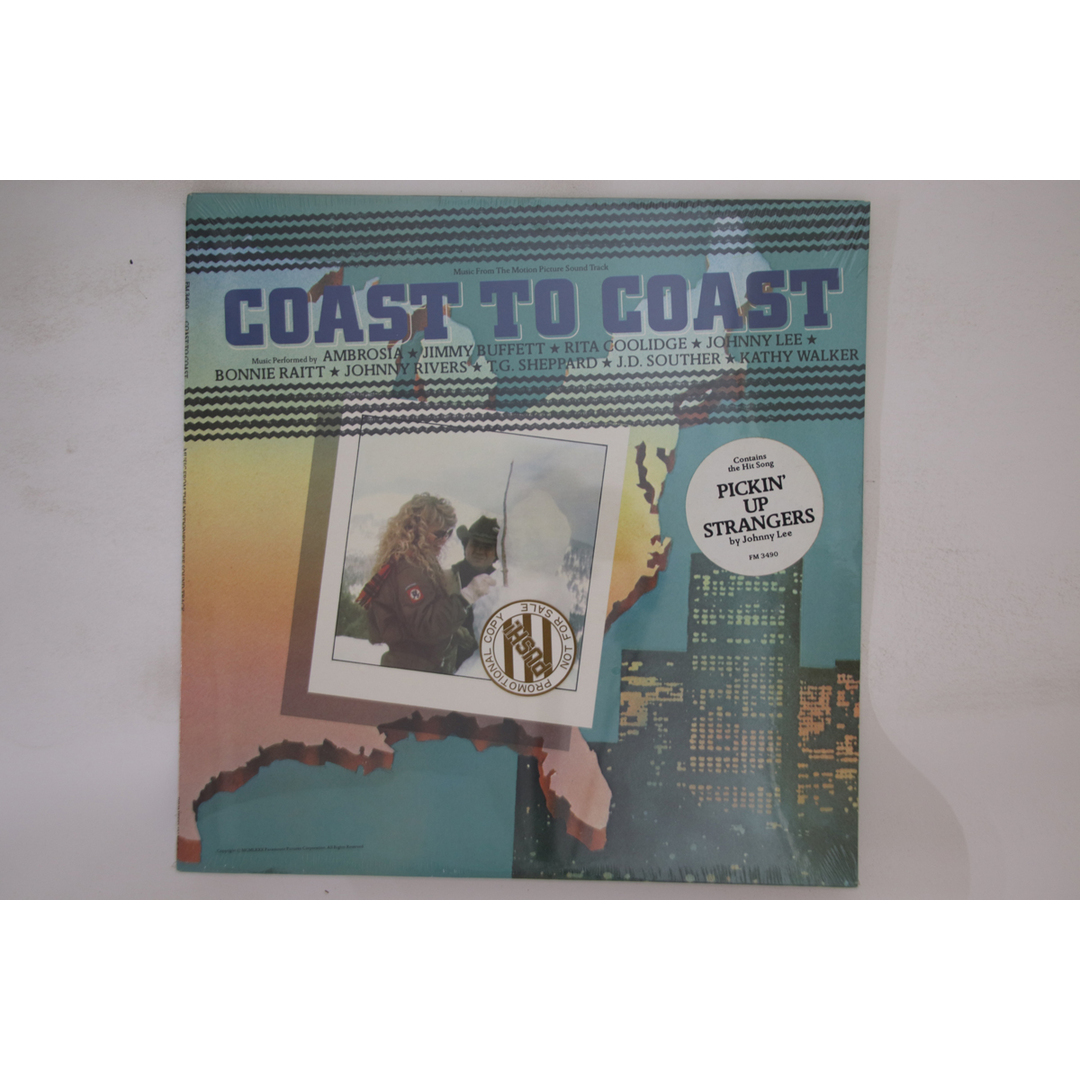 Music From The Motion Picture Sound Track
COAST TO COAST
Music Performed by AMBROSIA ★ JIMMY BUFFETT ★ RITA COOLIDGE ★ JOHNNY LEE ★
BONNIE RAITT ★ JOHNNY RIVERS ★ T.G. SHEPPARD ★ J.D. SOUTHER ★ KATHY WALKER
Contains
the Hit Song
PICKIN'
UP
STRANGERS
by Johnny Lee
FM 3490
PROMOTIONAL COPY
NOT FOR SALE
PUSH!